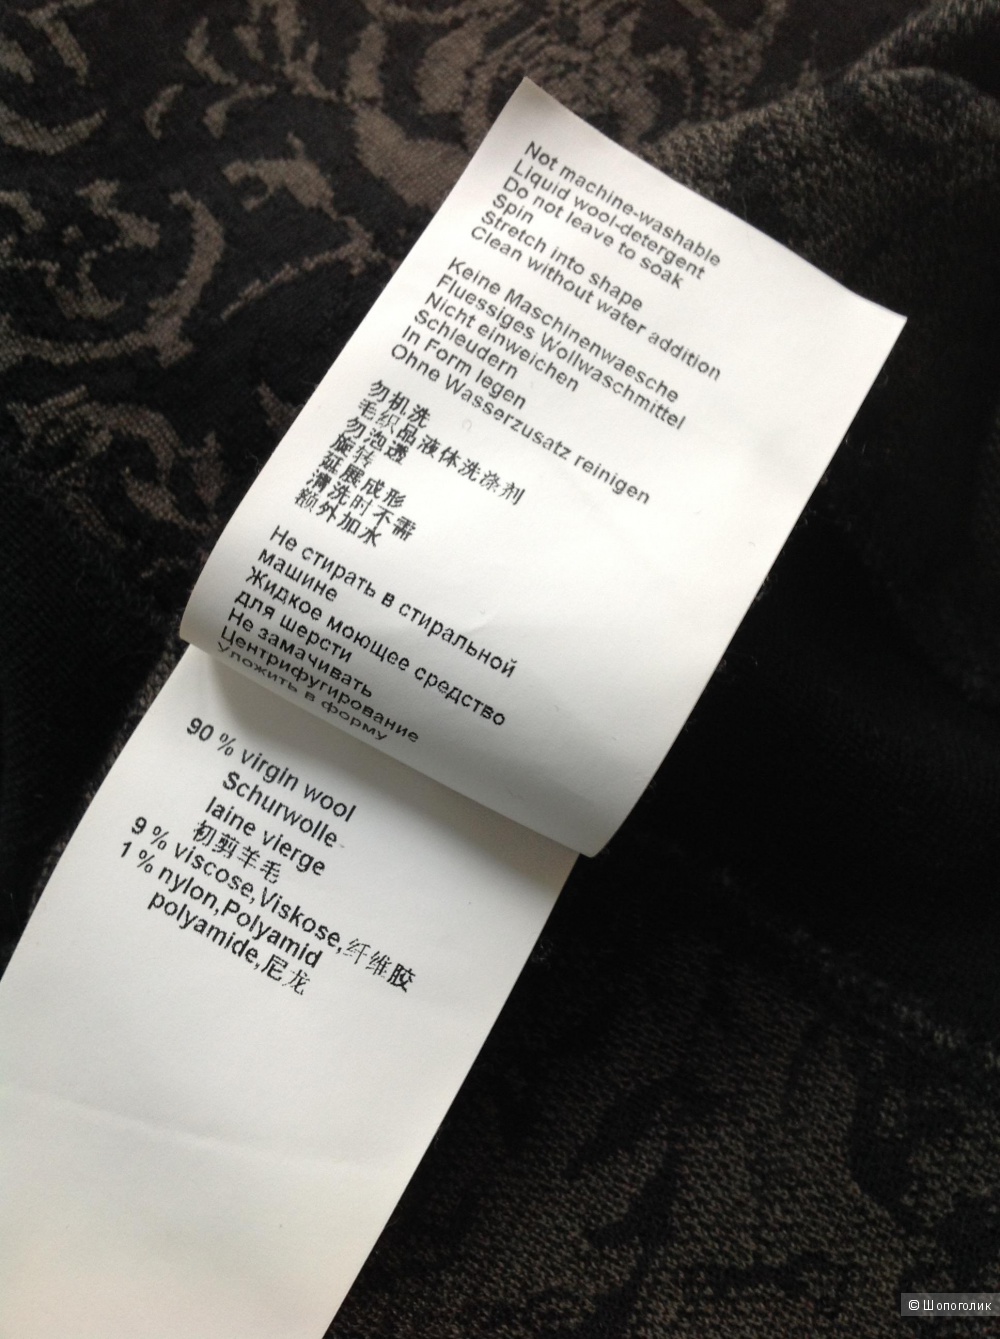 Not machine-washable
Liquid wool-detergent
Do not leave to soak
Spin
Stretch into shape
Clean without water addition
Keine Maschinenwaesche
Fluessiges Wollwaschmittel
Nicht einweichen
Schleudern
In Form legen
Ohne Wasserzusatz reinigen
勿机洗
毛织品液体洗涤剂
勿泡透
旋转
延展成形
清洗时不需
额外加水
Не стирать в стиральной
машине
Жидкое моющее средство
для шерсти
Не замачивать
Центрифугирование
Уложить в форму
90 % virgin wool
Schurwolle
laine vierge
初剪羊毛
9 % viscose,Viskose,纤维胶
1 % nylon,Polyamid
polyamide,尼龙
© Шопоголик